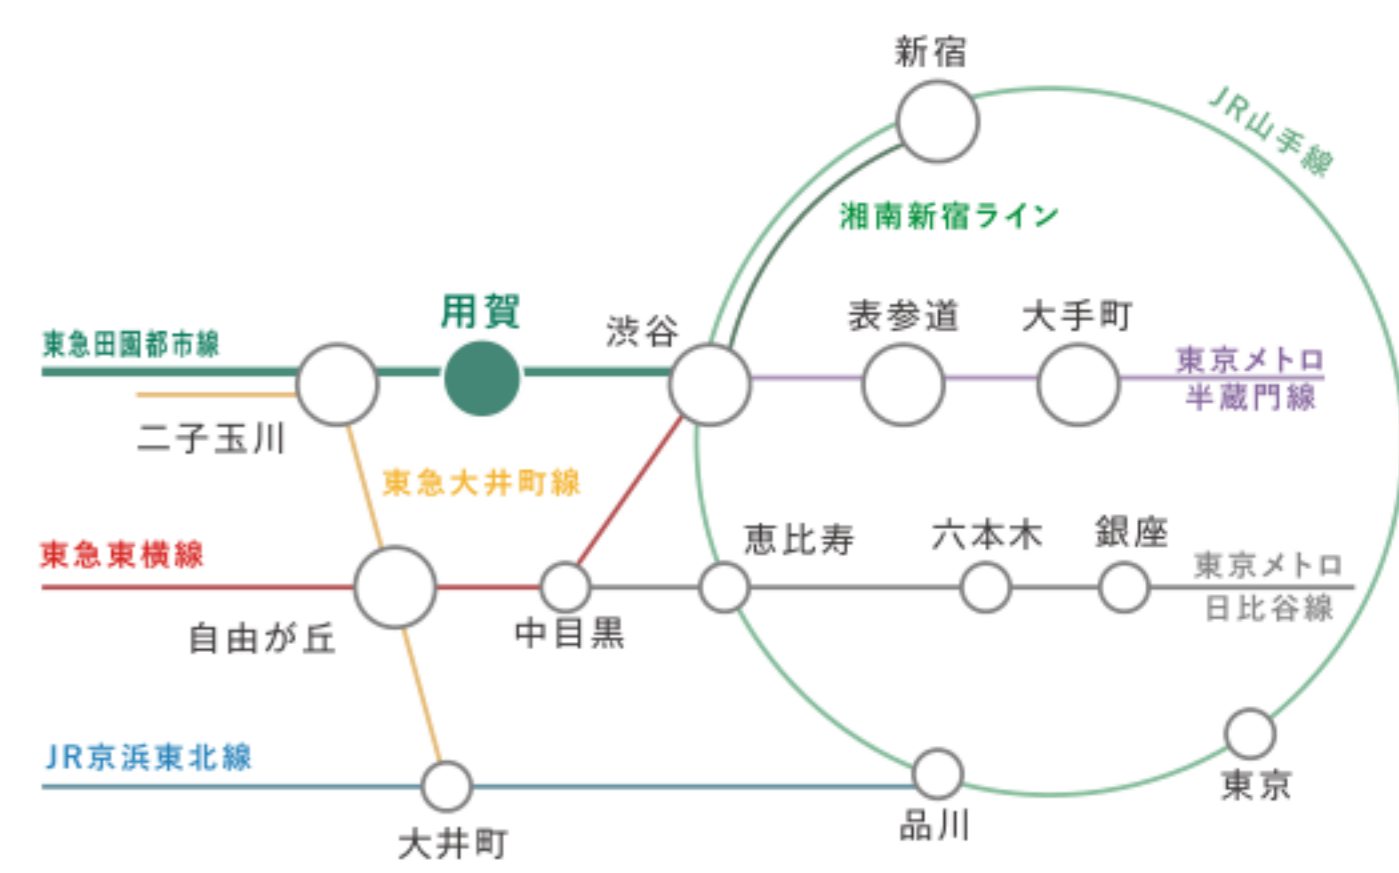 新宿
JR山手線
湘南新宿ライン
用賀
渋谷
表参道
大手町
東急田園都市線
東京メトロ
半蔵門線
二子玉川
東急大井町線
恵比寿
六本木
銀座
東急東横線
東京メトロ
日比谷線
自由が丘
中目黒
JR京浜東北線
東京
品川
大井町